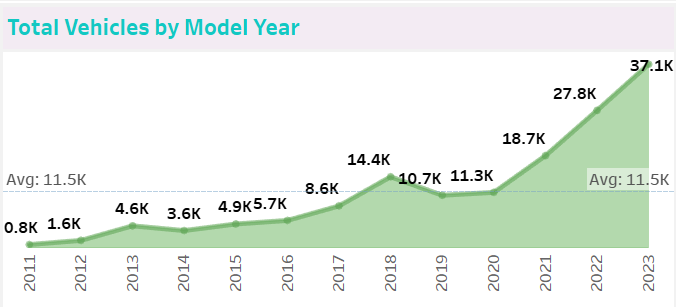 Total Vehicles by Model Year
37.1K
27.8K
18.7K
14.4K
Avg: 11.5K
10.7K
11.3K
Avg: 11.5K
8.6K
4.6K
3.6K
4.9K
5.7K
0.8K
1.6K
2011
2012
2013
2014
2015
2016
2017
2018
2019
2020
2021
2022
2023